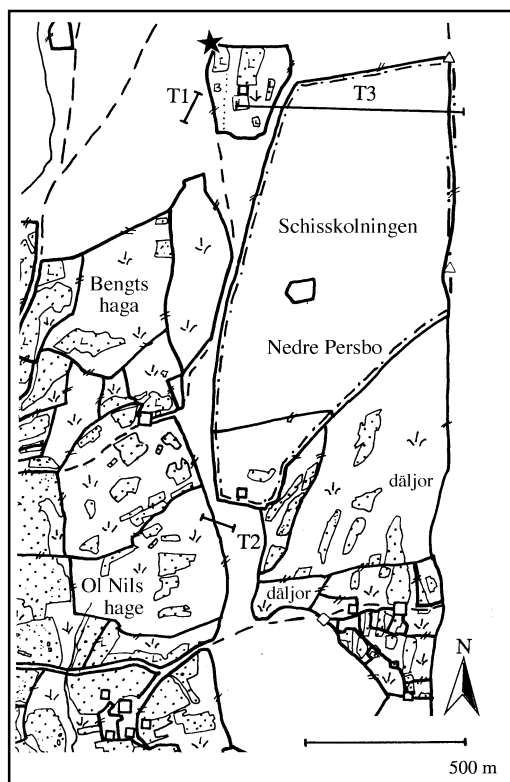 T1
T3
L
L
B
L
L
Schisskolningen
Bengts
haga
L
L
Nedre Persbo
L
däljor
T2
Ol Nils
hage
däljor
L
N
500 m